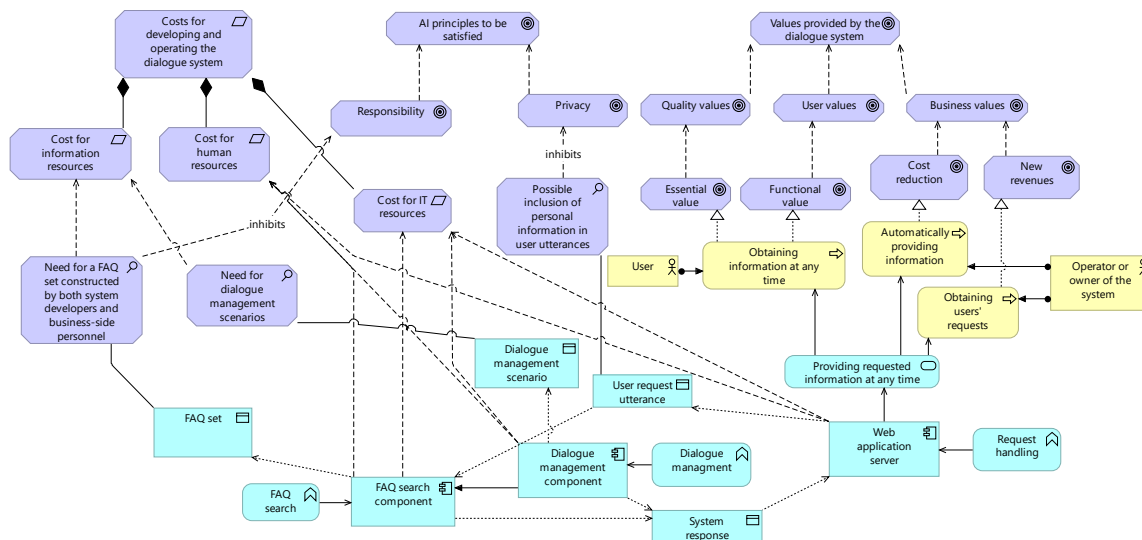 Costs for
developing and
operating the
dialogue system
AI principles to be
satisfied
Values provided by the
dialogue system
Responsibility
Privacy
Quality values
User values
Business values
Cost for
information
resources
Cost for
human
resources
inhibits
Cost
reduction
New
revenues
Cost for IT
resources
Possible
inclusion of
personal
information in
user utterances
Essential
value
Functional
value
inhibits
Automatically
providing
information
Need for a FAQ
set constructed
by both system
developers and
business-side
personnel
Need for
dialogue
management
scenarios
User
Obtaining
information at any
time
Operator or
owner of the
system
Obtaining
users'
requests
Dialogue
management
scenario
Providing requested
information at any time
User request
utterance
FAQ set
Web
application
server
Request
handling
Dialogue
management
component
Dialogue
managment
FAQ
search
FAQ search
component
System
response